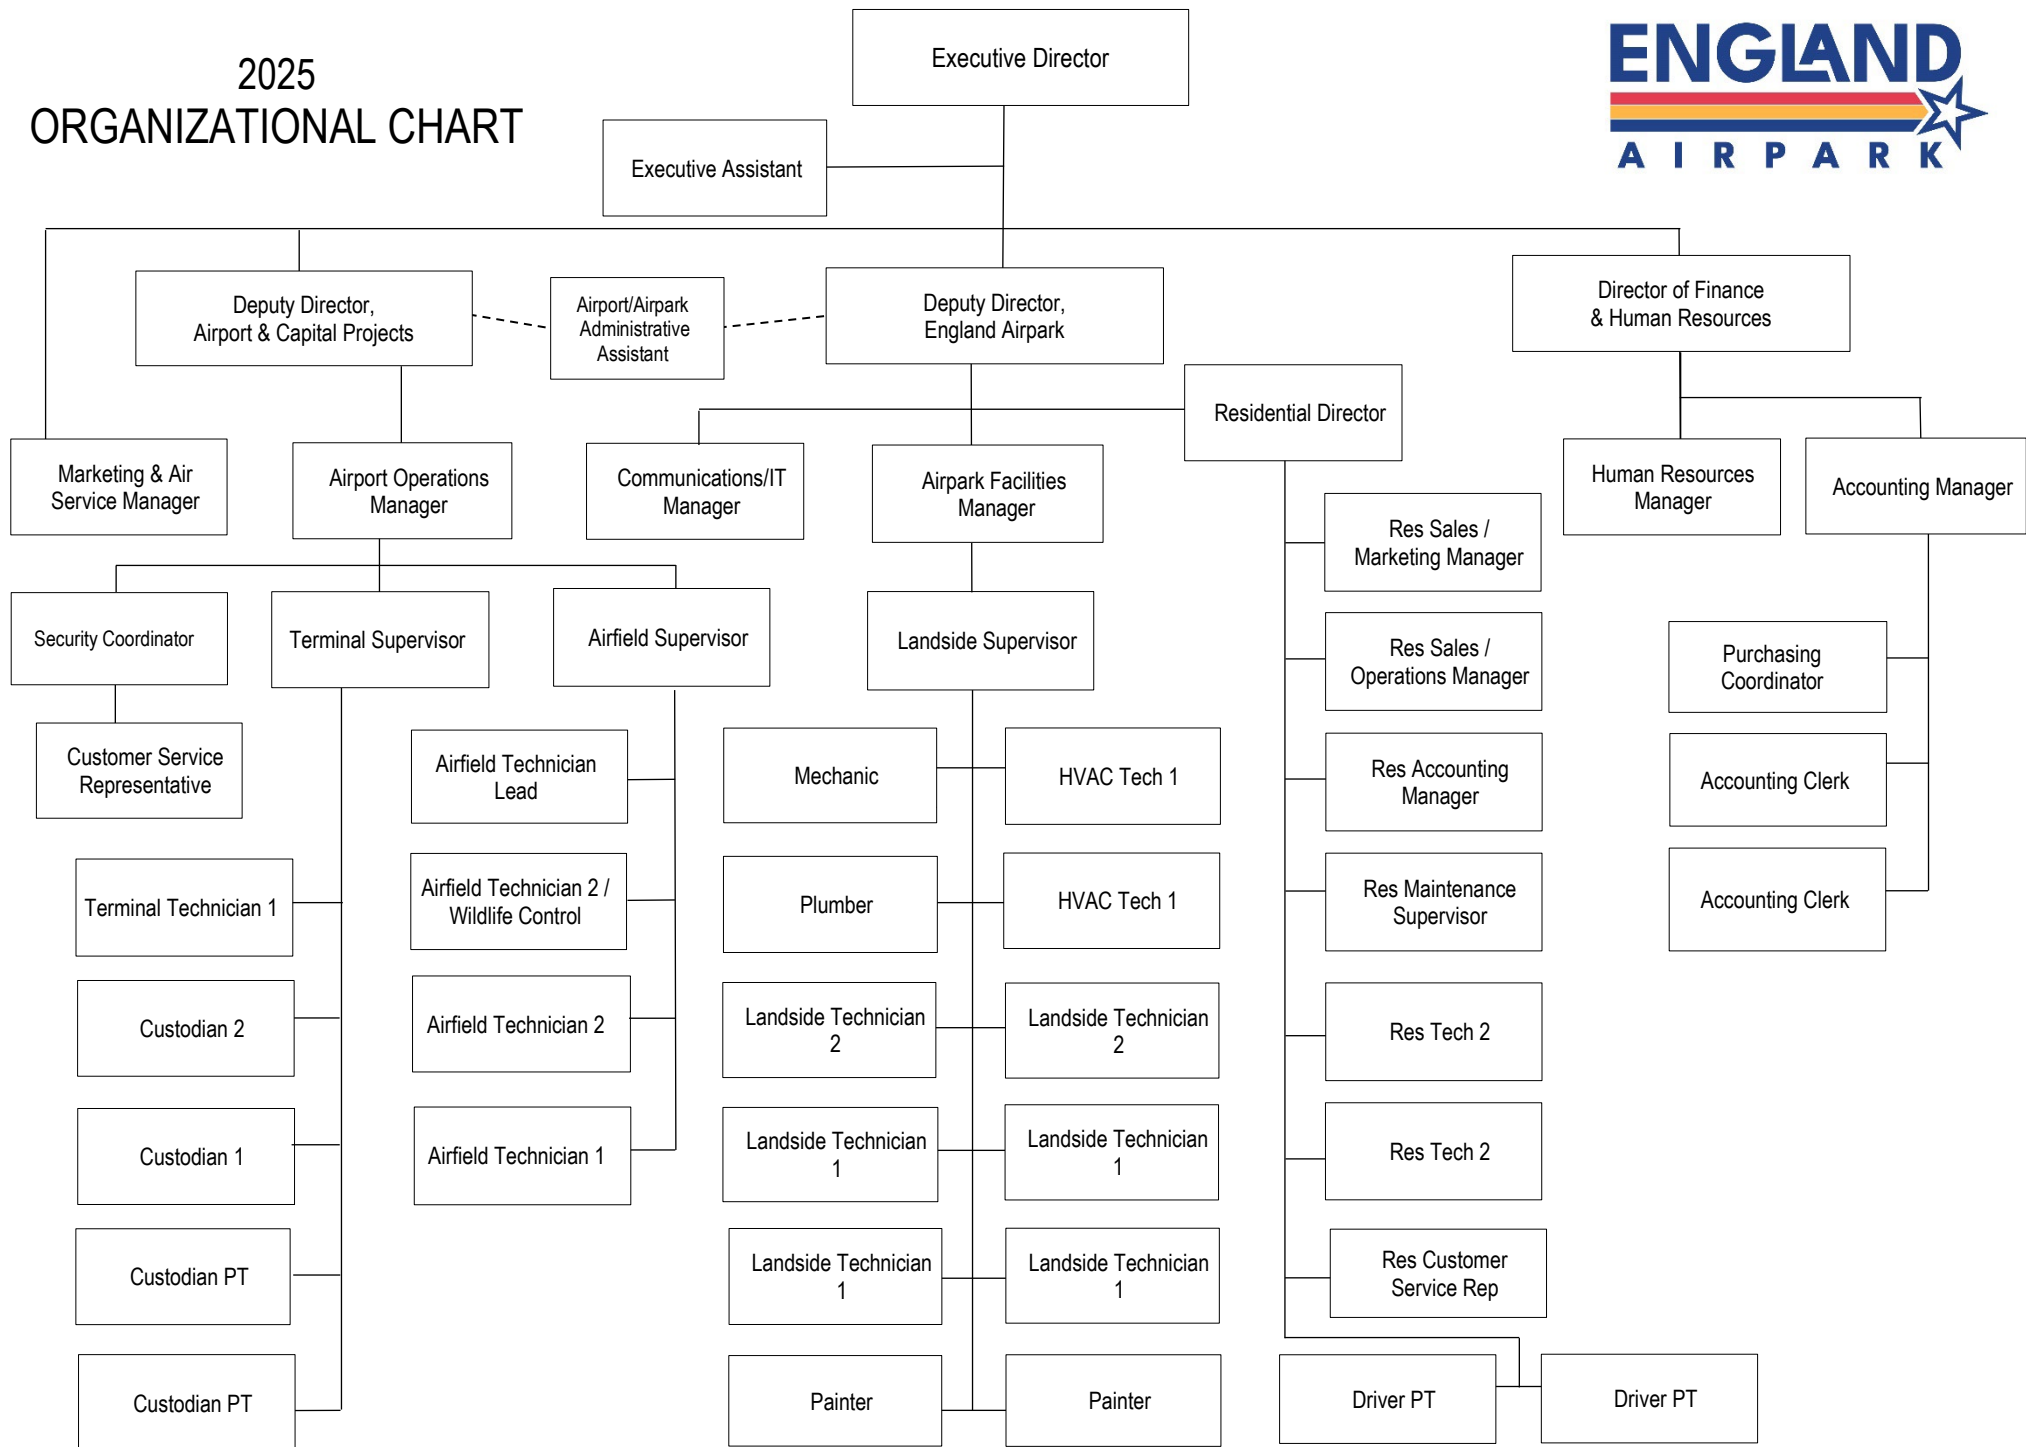 2025
ORGANIZATIONAL CHART
ENGLAND
AIRPARK
Executive Director
Executive Assistant
Deputy Director,
Airport & Capital Projects
Airport/Airpark
Administrative
Assistant
Deputy Director,
England Airpark
Director of Finance
& Human Resources
Residential Director
Marketing & Air
Service Manager
Airport Operations
Manager
Communications/IT
Manager
Airpark Facilities
Manager
Human Resources
Manager
Accounting Manager
Security Coordinator
Terminal Supervisor
Airfield Supervisor
Landside Supervisor
Customer Service
Representative
Terminal Technician 1
Custodian 2
Custodian 1
Custodian PT
Custodian PT
Airfield Technician
Lead
Airfield Technician 2 /
Wildlife Control
Airfield Technician 2
Airfield Technician 1
Mechanic
HVAC Tech 1
Plumber
HVAC Tech 1
Landside Technician
2
Landside Technician
2
Landside Technician
1
Landside Technician
1
Landside Technician
1
Landside Technician
1
Painter
Painter
Res Sales /
Marketing Manager
Res Sales /
Operations Manager
Res Accounting
Manager
Res Maintenance
Supervisor
Res Tech 2
Res Tech 2
Res Customer
Service Rep
Driver PT
Driver PT
Purchasing
Coordinator
Accounting Clerk
Accounting Clerk